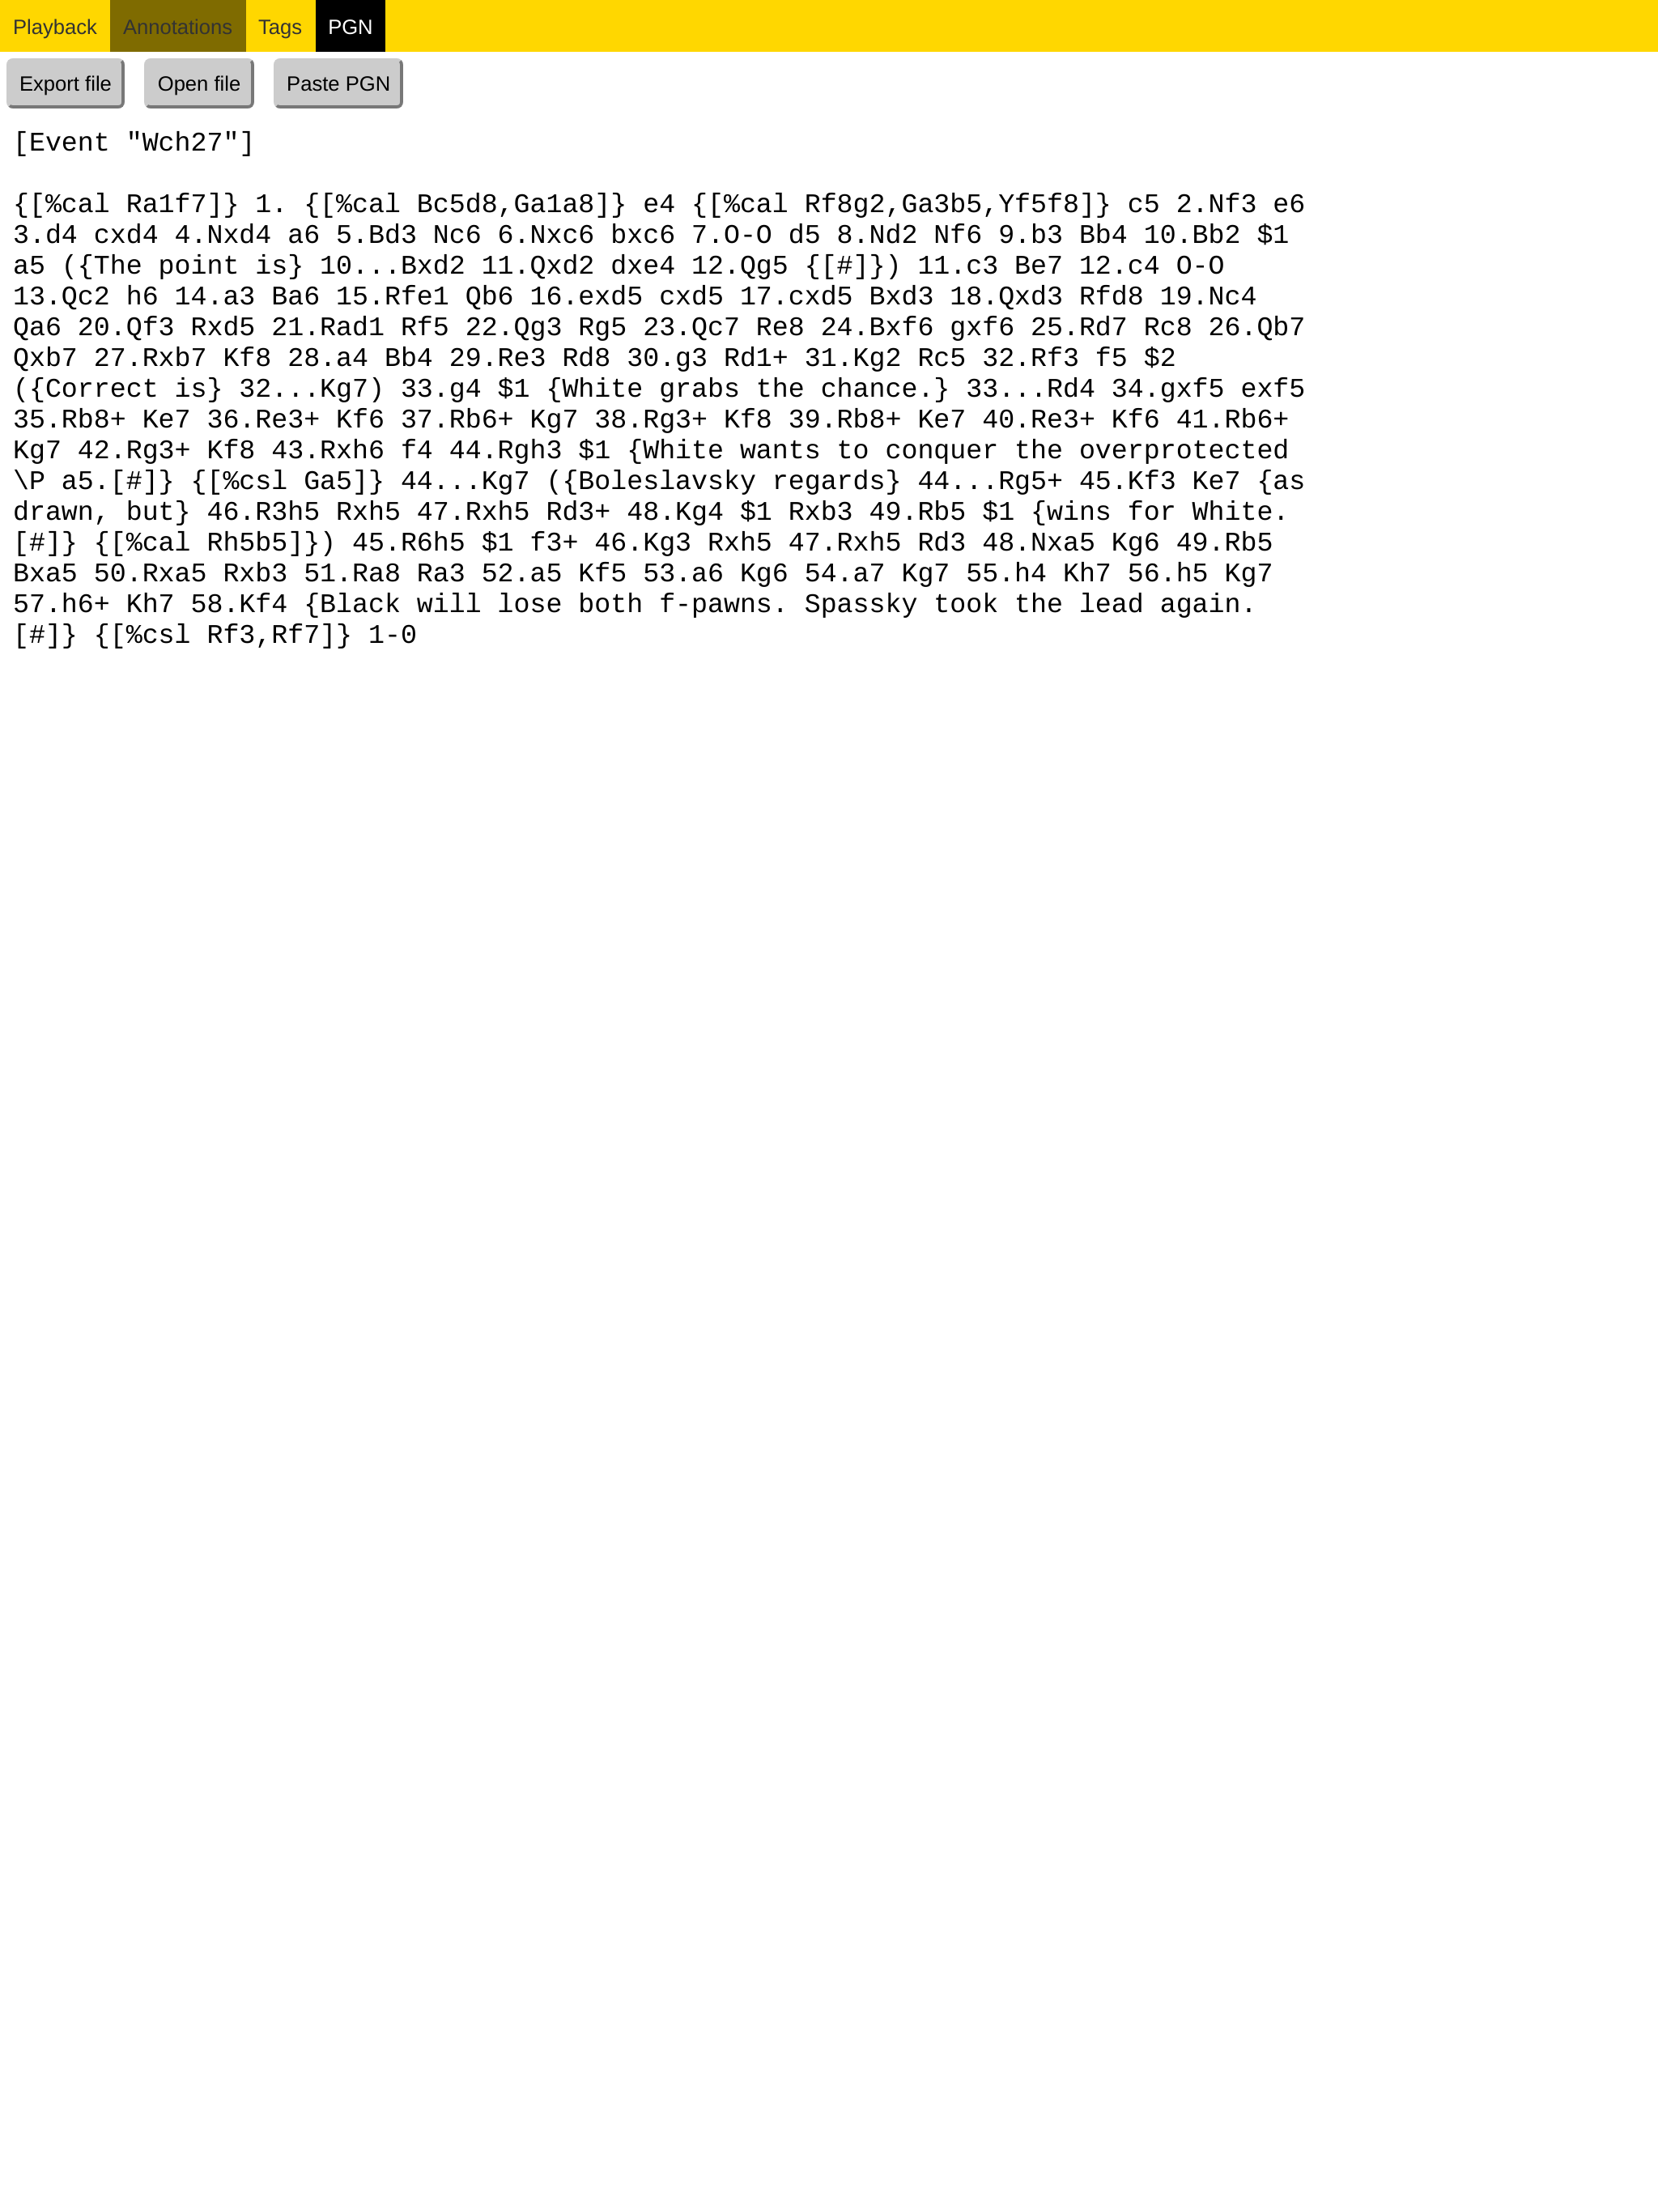 Playback Annotations Tags PGN
Export file Open file Paste PGN
[Event "Wch27"]
{[%cal Ra1f7]} 1. {[%cal Bc5d8,Ga1a8]} e4 {[%cal Rf8g2,Ga3b5,Yf5f8]} c5 2.Nf3 e6
3.d4 cxd4 4.Nxd4 a6 5.Bd3 Nc6 6.Nxc6 bxc6 7.O-O d5 8.Nd2 Nf6 9.b3 Bb4 10.Bb2 $1
a5 ({The point is} 10...Bxd2 11.Qxd2 dxe4 12.Qg5 {[#]}) 11.c3 Be7 12.c4 O-O
13.Qc2 h6 14.a3 Ba6 15.Rfe1 Qb6 16.exd5 cxd5 17.cxd5 Bxd3 18.Qxd3 Rfd8 19.Nc4
Qa6 20.Qf3 Rxd5 21.Rad1 Rf5 22.Qg3 Rg5 23.Qc7 Re8 24.Bxf6 gxf6 25.Rd7 Rc8 26.Qb7
Qxb7 27.Rxb7 Kf8 28.a4 Bb4 29.Re3 Rd8 30.g3 Rd1+ 31.Kg2 Rc5 32.Rf3 f5 $2
({Correct is} 32...Kg7) 33.g4 $1 {White grabs the chance.} 33...Rd4 34.gxf5 exf5
35.Rb8+ Ke7 36.Re3+ Kf6 37.Rb6+ Kg7 38.Rg3+ Kf8 39.Rb8+ Ke7 40.Re3+ Kf6 41.Rb6+
Kg7 42.Rg3+ Kf8 43.Rxh6 f4 44.Rgh3 $1 {White wants to conquer the overprotected
\P a5.[#]} {[%csl Ga5]} 44...Kg7 ({Boleslavsky regards} 44...Rg5+ 45.Kf3 Ke7 {as
drawn, but} 46.R3h5 Rxh5 47.Rxh5 Rd3+ 48.Kg4 $1 Rxb3 49.Rb5 $1 {wins for White.
[#]} {[%cal Rh5b5]}) 45.R6h5 $1 f3+ 46.Kg3 Rxh5 47.Rxh5 Rd3 48.Nxa5 Kg6 49.Rb5
Bxa5 50.Rxa5 Rxb3 51.Ra8 Ra3 52.a5 Kf5 53.a6 Kg6 54.a7 Kg7 55.h4 Kh7 56.h5 Kg7
57.h6+ Kh7 58.Kf4 {Black will lose both f-pawns. Spassky took the lead again.
[#]} {[%csl Rf3,Rf7]} 1-0